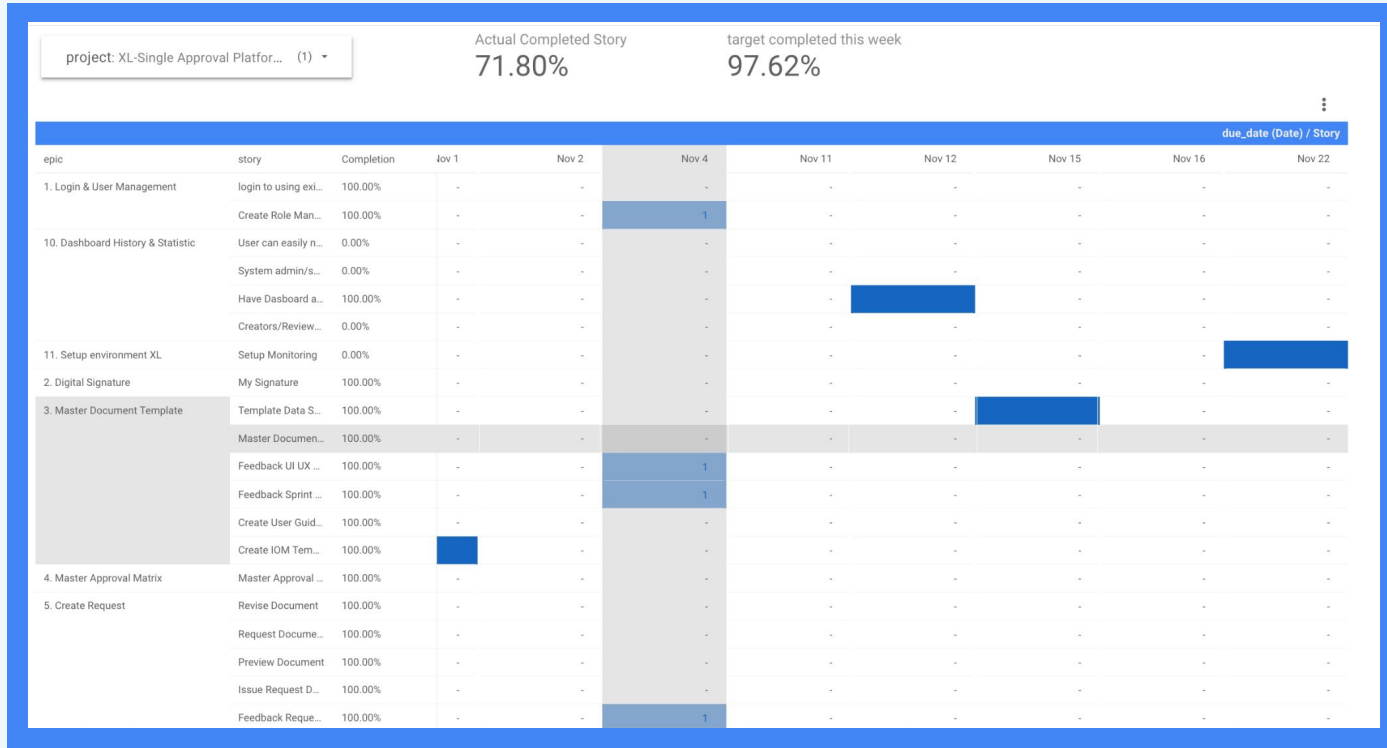 Actual Completed Story target completed this week
project: XL-Single Approval Platfor... (1)
71.80% 97.62%
due_date (Date) / Story
epic story Completion Nov 1 Nov 2 Nov 4 Nov 11 Nov 12 Nov 15 Nov 16 Nov 22
1. Login & User Management login to using exi... 100.00% - - - - - - - -
Create Role Man... 100.00% - - 1 - - - - -
10. Dashboard History & Statistic User can easily n... 0.00% - - - - - - - -
System admin/s... 0.00% - - - - - - - -
Have Dasboard a... 100.00% - - - - - - -
Creators/Review... 0.00% - - - - - - - -
11. Setup environment XL Setup Monitoring 0.00% - - - - - - -
2. Digital Signature My Signature 100.00% - - - - - - - -
3. Master Document Template Template Data S... 100.00% - - - - - - -
Master Documen... 100.00% - - - - - - - -
Feedback UI UX ... 100.00% - - 1 - - - - -
Feedback Sprint ... 100.00% - - 1 - - - - -
Create User Guid... 100.00% - - - - - - - -
Create IOM Tem... 100.00% - - - - - - -
4. Master Approval Matrix Master Approval ... 100.00% - - - - - - - -
5. Create Request Revise Document 100.00% - - - - - - - -
Request Docume... 100.00% - - - - - - - -
Preview Document 100.00% - - - - - - - -
Issue Request D... 100.00% - - - - - - - -
Feedback Reque... 100.00% - - 1 - - - - -